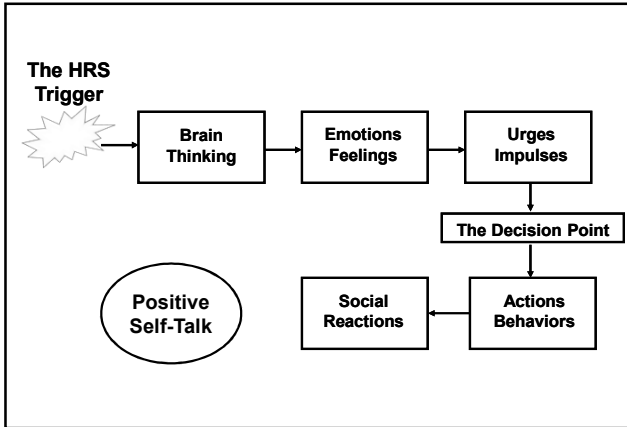 The HRS
Trigger
Brain
Thinking
Emotions
Feelings
Urges
Impulses
The Decision Point
Positive
Self-Talk
Social
Reactions
Actions
Behaviors